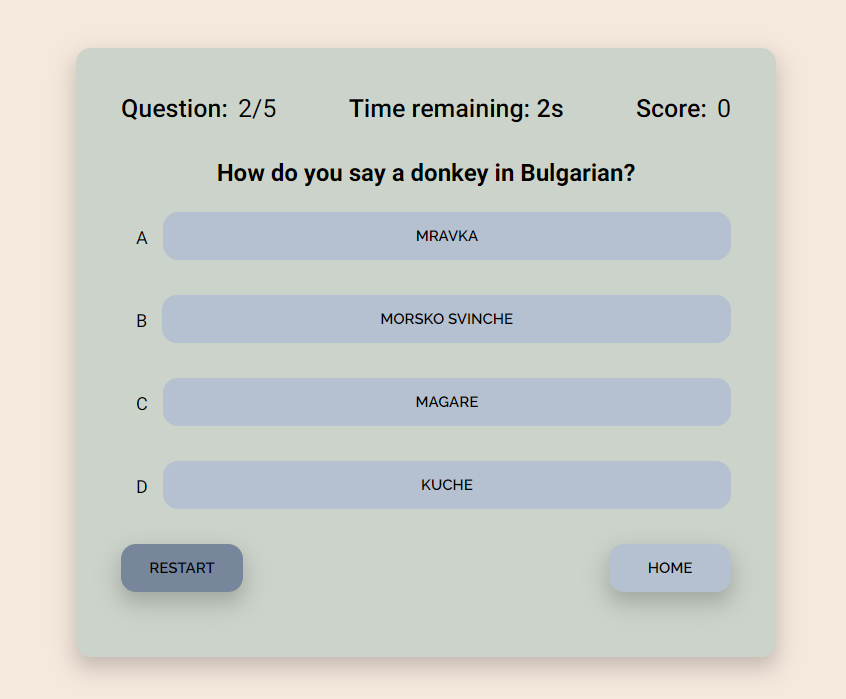 Question: 2/5 Time remaining: 2s Score: 0
How do you say a donkey in Bulgarian?
A MRAVKA
B MORSKO SVINCHE
C MAGARE
D KUCHE
RESTART HOME